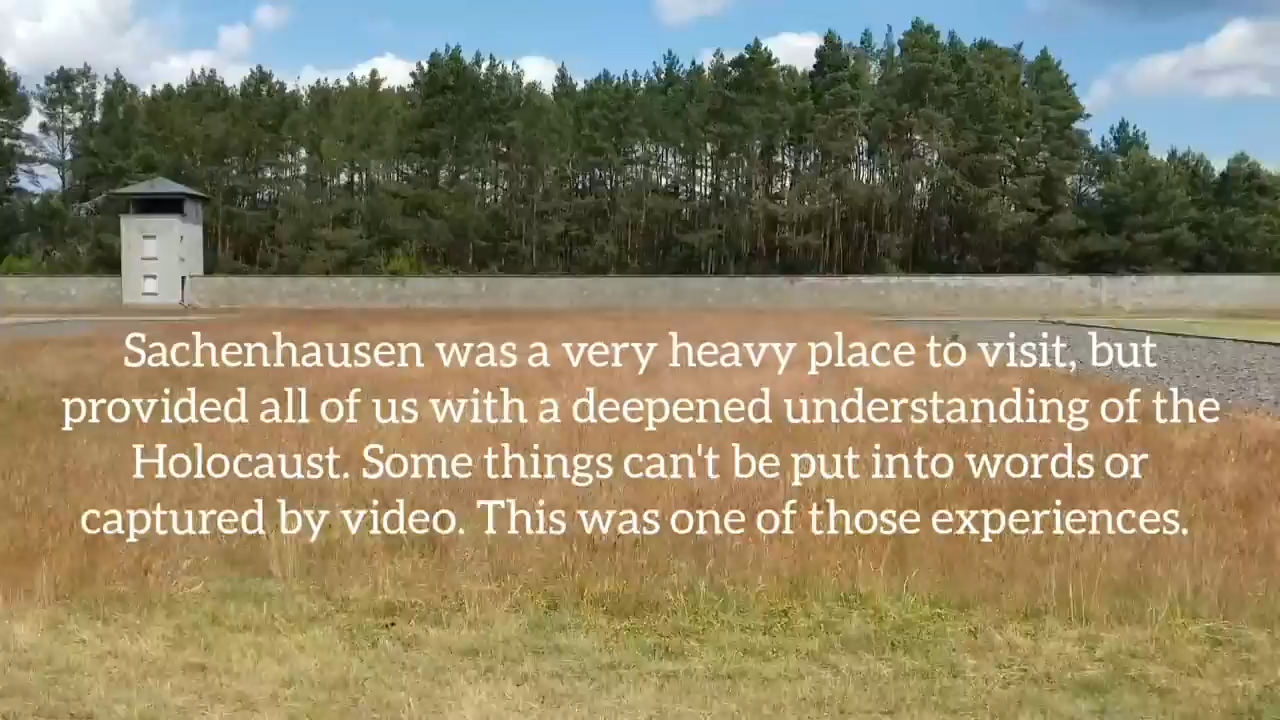 Sachenhausen was a very heavy place to visit, but
provided all of us with a deepened understanding of the
Holocaust. Some things can't be put into words or
captured by video. This was one of those experiences.